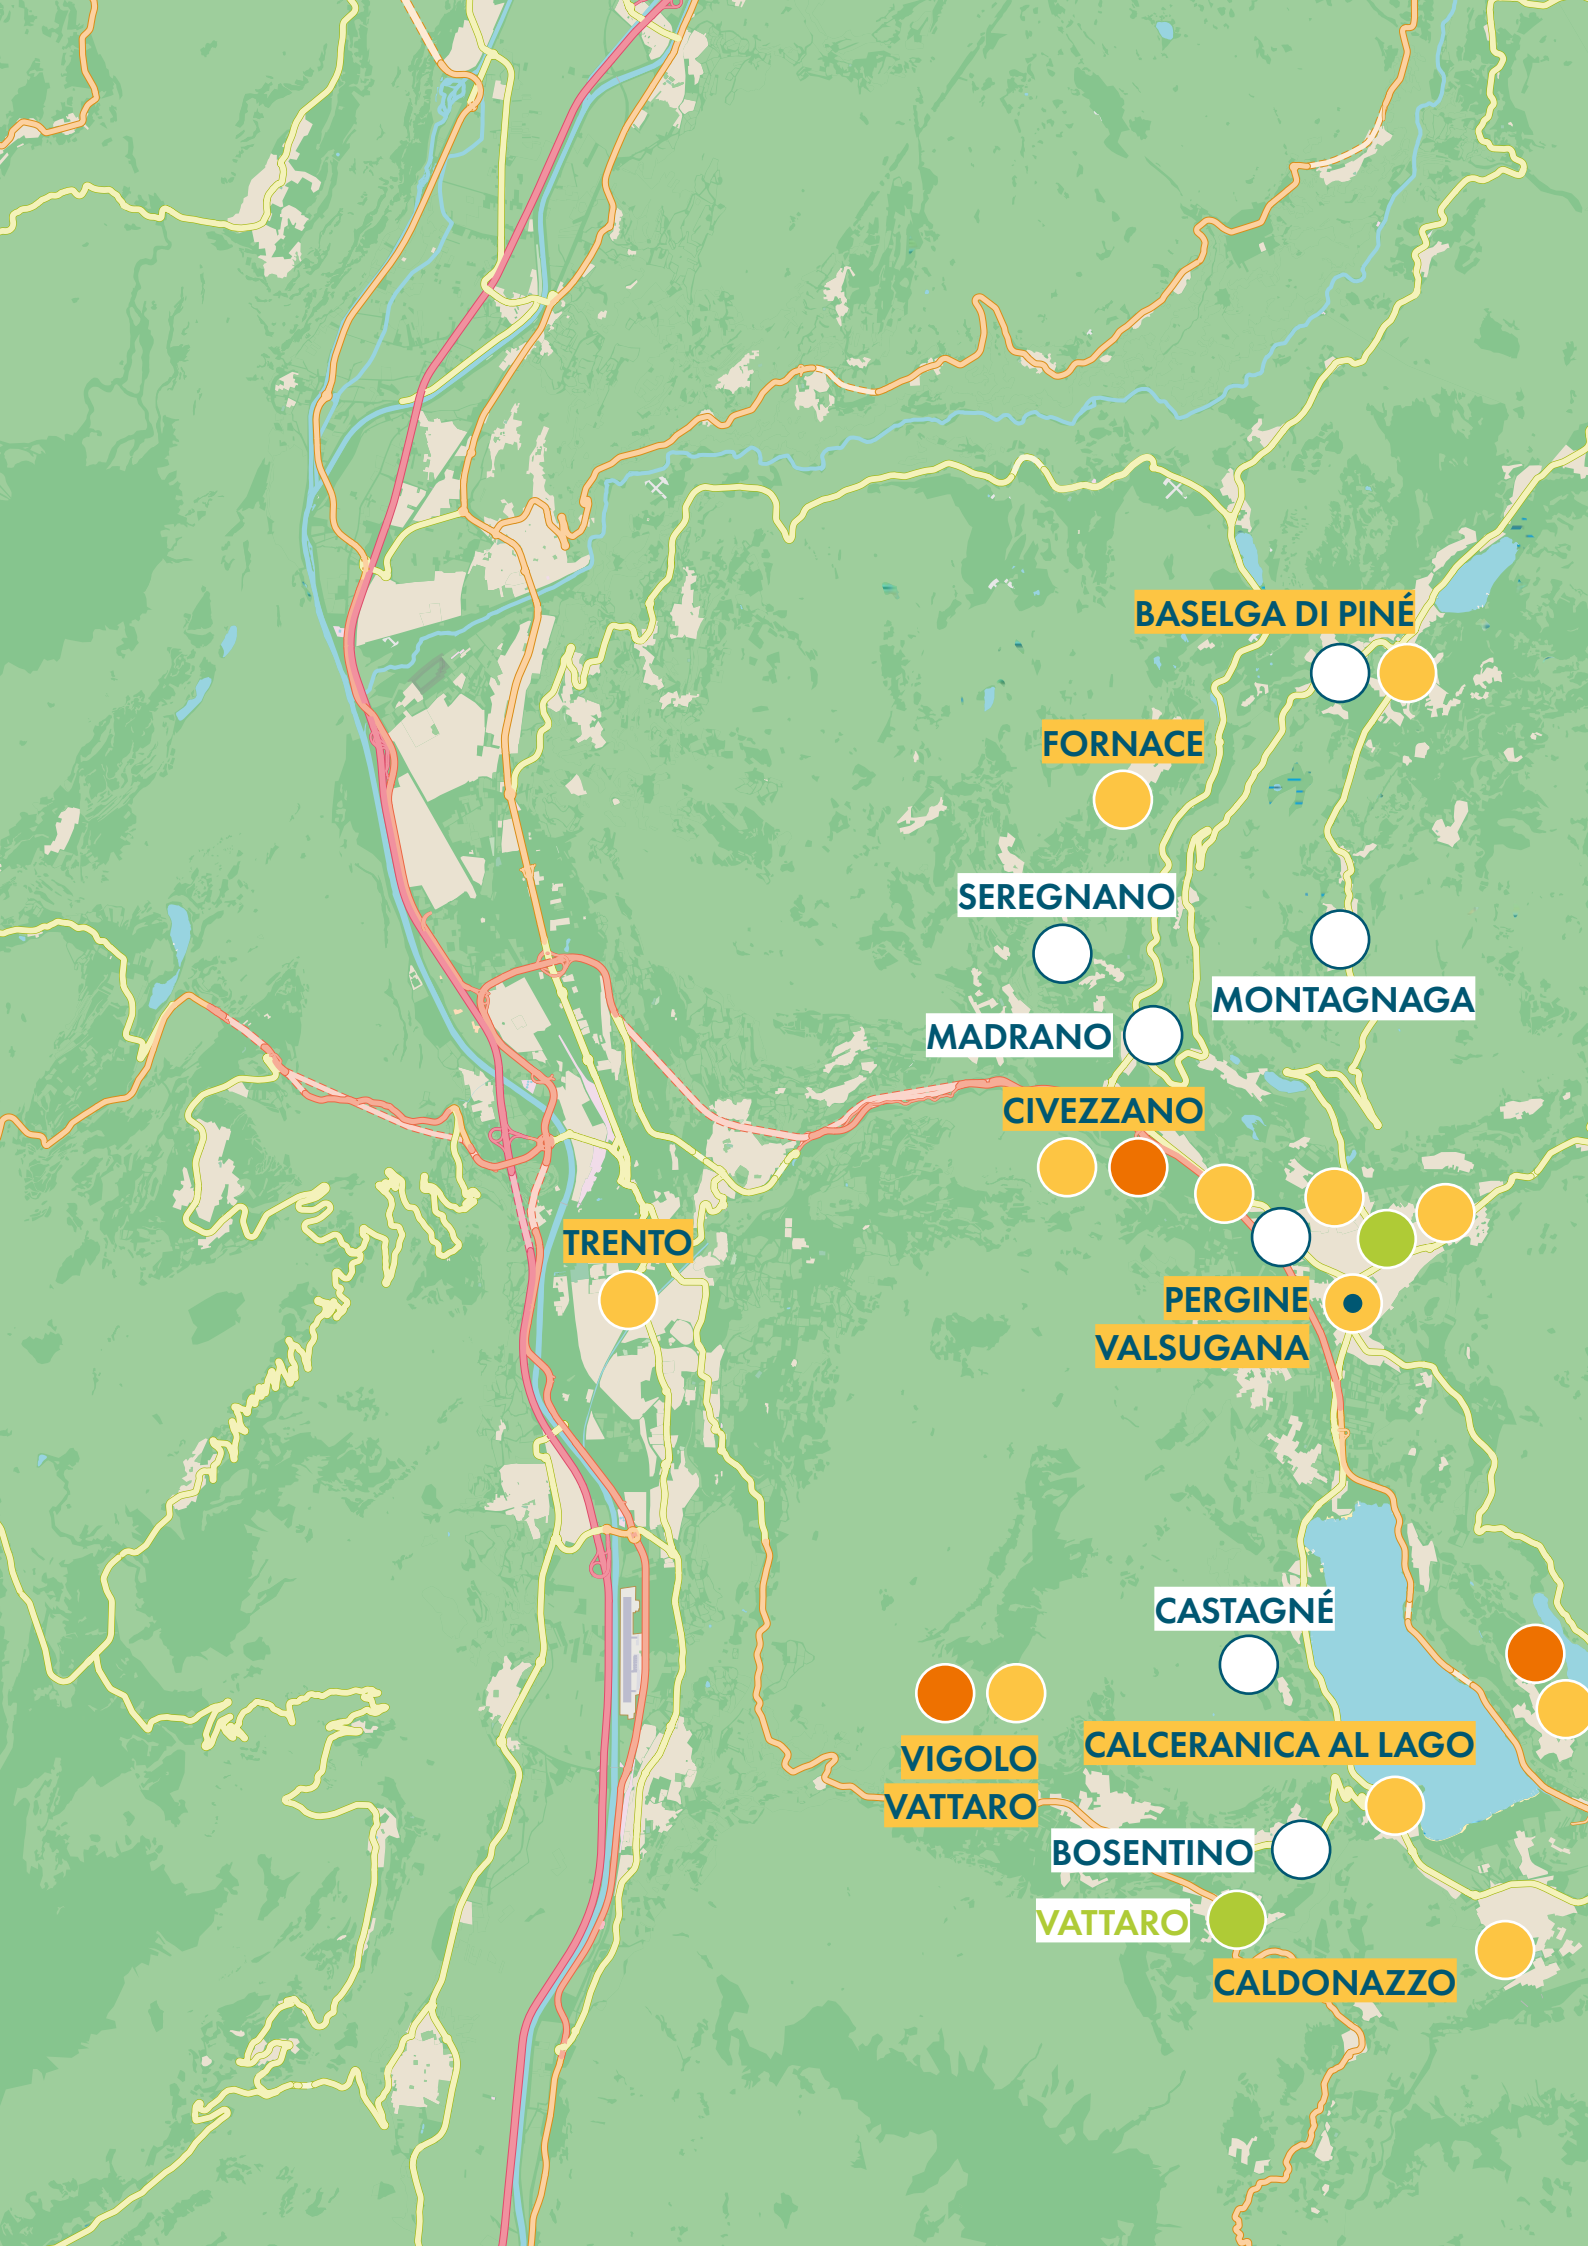 BASELGA DI PINÉ
FORNACE
SEREGNANO
MONTAGNAGA
MADRANO
CIVEZZANO
TRENTO
PERGINE
VALSUGANA
CASTAGNÉ
CALCERANICA AL LAGO
VIGOLO
VATTARO
BOSENTINO
VATTARO
CALDONAZZO